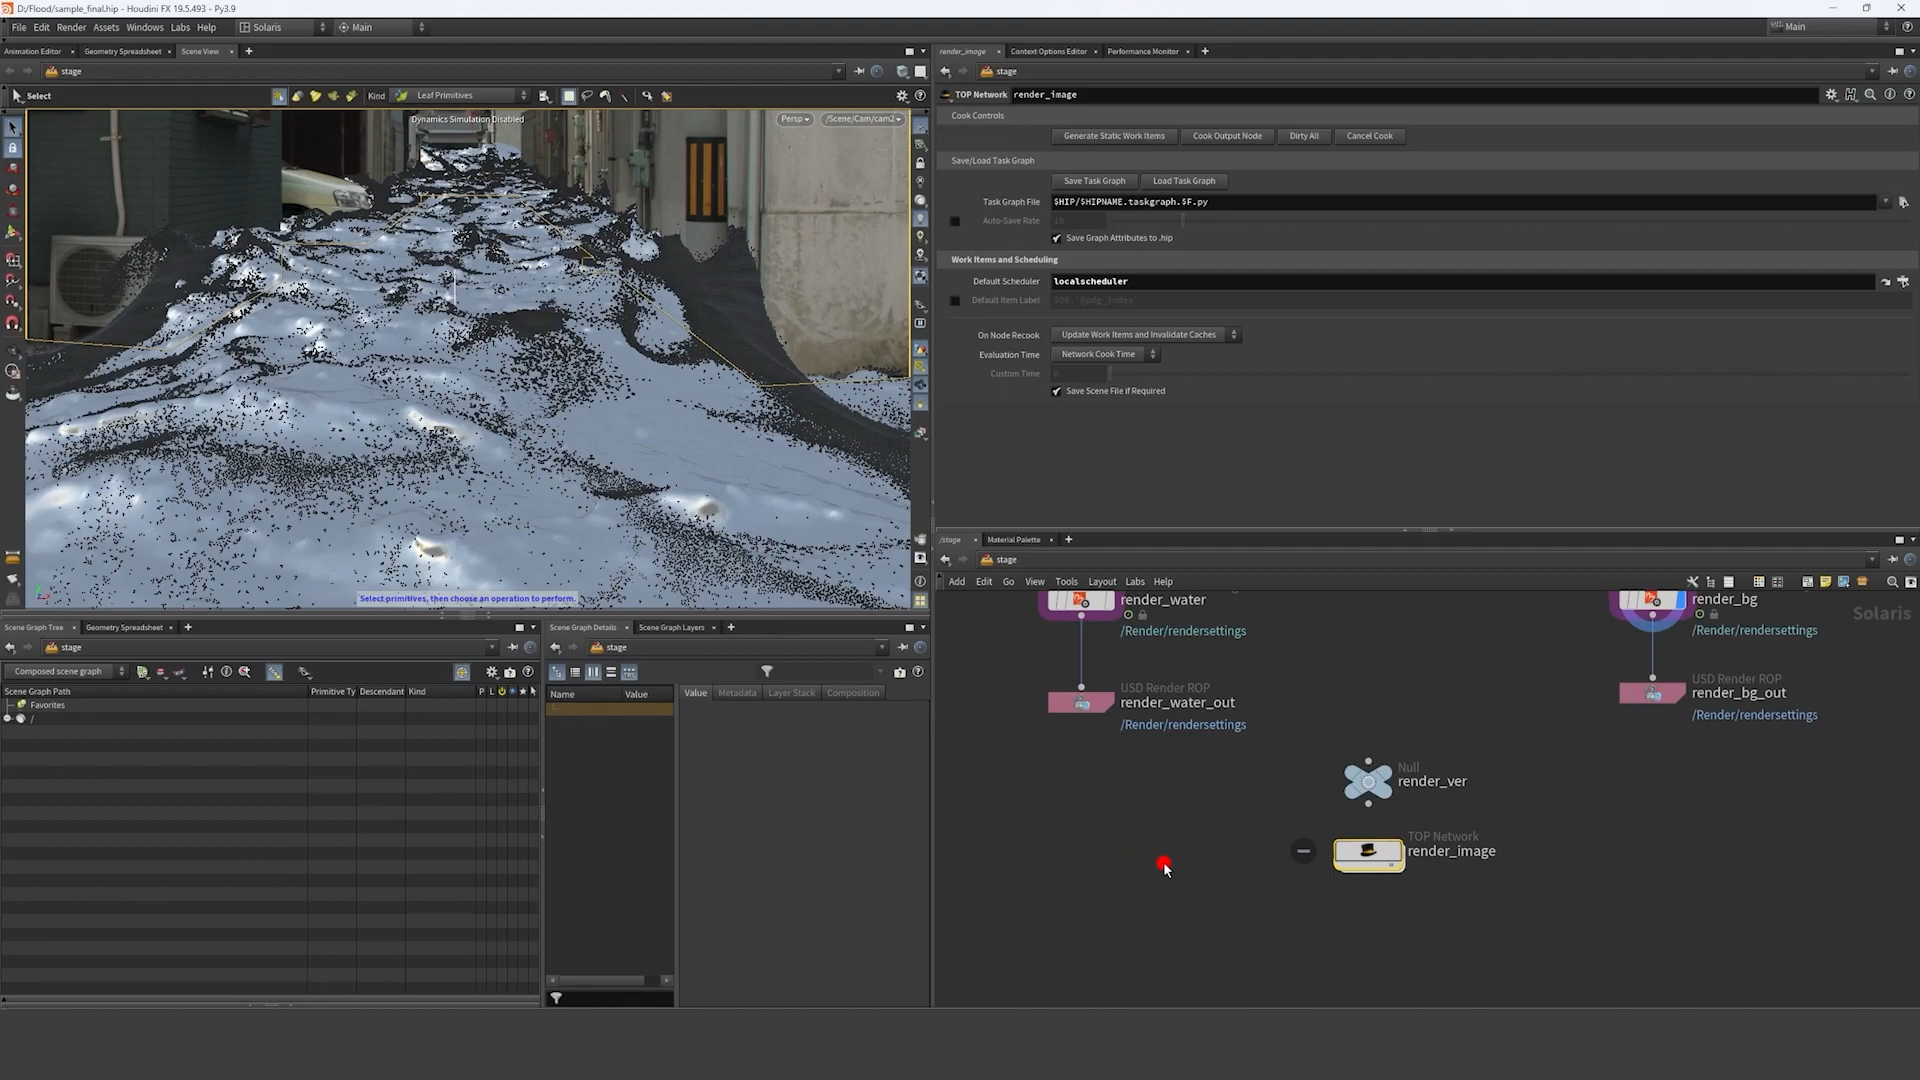 D:/Flood/sample_final.hip - Houdini FX 19.5.493 - Py3.9
File Edit Render Assets Windows Labs Help Solaris Main
Main
Animation Editor Geometry Spreadsheet Scene View
stage
Select Kind Leaf Primitives
Dynamics Simulation Disabled
Persp /Scene/Cam/cam2
Select primitives, then choose an operation to perform.
render_image Context Options Editor Performance Monitor
stage
TOP Network render_image
Cook Controls
Generate Static Work Items Cook Output Node Dirty All Cancel Cook
Save/Load Task Graph
Save Task Graph Load Task Graph
Task Graph File $HIP/$HIPNAME.taskgraph.$F.py
Auto-Save Rate 10
Save Graph Attributes to .hip
Work Items and Scheduling
Default Scheduler localscheduler
Default Item Label
On Node Recook Update Work Items and Invalidate Caches
Evaluation Time Network Cook Time
Custom Time
Save Scene File if Required
/stage Material Palette
stage
Add Edit Go View Tools Layout Labs Help
Solaris
render_water
/Render/rendersettings
render_bg
/Render/rendersettings
USD Render ROP
render_water_out
/Render/rendersettings
USD Render ROP
render_bg_out
/Render/rendersettings
Null
render_ver
TOP Network
render_image
Scene Graph Tree Geometry Spreadsheet
stage
Composed scene graph
Scene Graph Path Primitive Ty Descendant Kind P L
Favorites
/
Scene Graph Details Scene Graph Layers
stage
Name Value
Value Metadata Layer Stack Composition